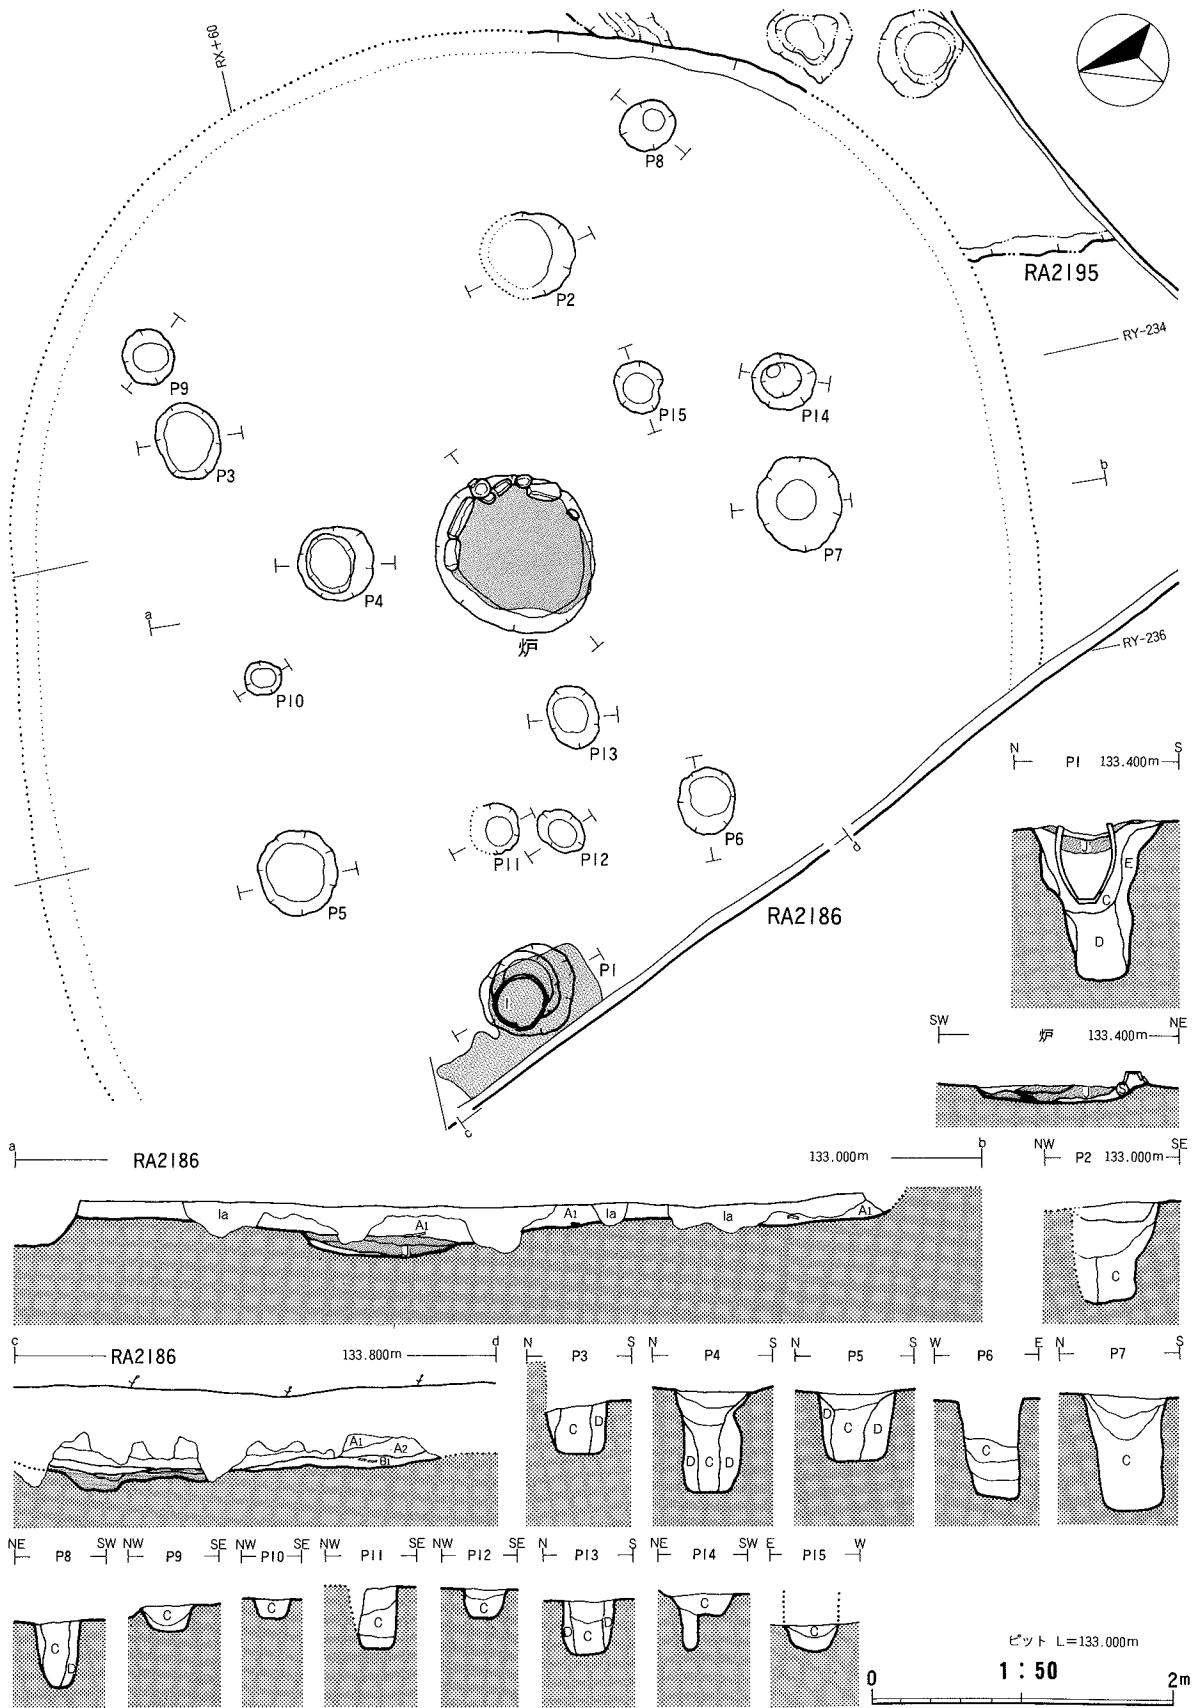 RX+60
P8
P2
RA2195
RY-234
P9
P15
P14
P3
b
P7
P4
a
炉
RY-236
P10
P13
N S
P1 133.400m
P6
P11 P12
d
P5
RA2186
J
E
C
D
P1
I
SW NE
炉 133.400m
c
J S
a RA2186 133.000m b
NW SE
P2 133.000m
Ia A1 J A1 Ia Ia A1
C
c RA2186 133.800m d
N P3 S
N P4 S
N P5 S
W P6 E
N P7 S
A1 A2 B1
C D
D C D
D C D
C
C
NE P8 SW
NW P9 SE
NW P10 SE
NW P11 SE
NW P12 SE
N P13 S
NE P14 SW
E P15 W
C D
C
C
C
C
D C D
C
C
ピット L=133.000m
1:50
0 2m